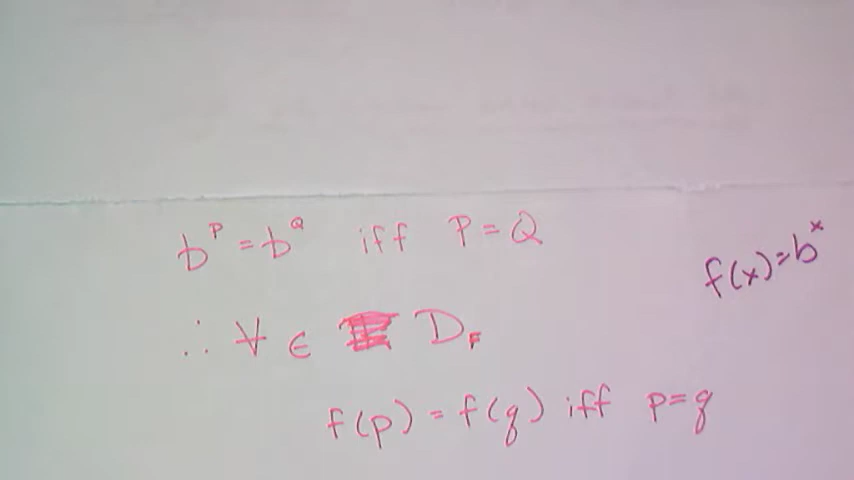 b^P = b^Q iff P = Q
f(x) = b^x
∴ ∀ ∈ D_F
f(p) = f(q) iff p = q